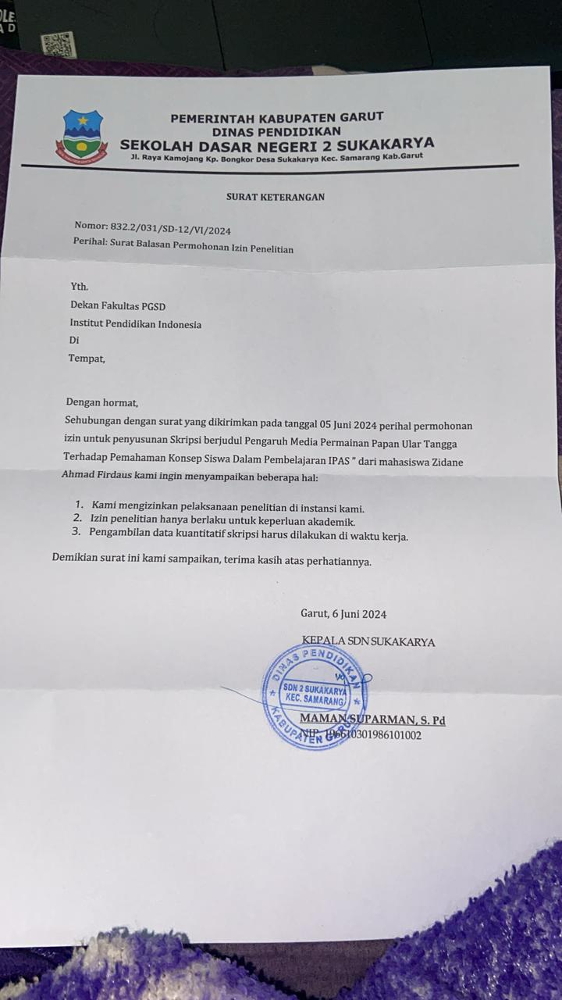 PEMERINTAH KABUPATEN GARUT
DINAS PENDIDIKAN
SEKOLAH DASAR NEGERI 2 SUKAKARYA
Jl. Raya Kamojang Kp. Bongkor Desa Sukakarya Kec. Samarang Kab.Garut
SURAT KETERANGAN
Nomor: 832.2/031/SD-12/VI/2024
Perihal: Surat Balasan Permohonan Izin Penelitian
Yth.
Dekan Fakultas PGSD
Institut Pendidikan Indonesia
Di
Tempat,
Dengan hormat,
Sehubungan dengan surat yang dikirimkan pada tanggal 05 Juni 2024 perihal permohonan
izin untuk penyusunan Skripsi berjudul Pengaruh Media Permainan Papan Ular Tangga
Terhadap Pemahaman Konsep Siswa Dalam Pembelajaran IPAS " dari mahasiswa Zidane
Ahmad Firdaus kami ingin menyampaikan beberapa hal:
1. Kami mengizinkan pelaksanaan penelitian di instansi kami.
2. Izin penelitian hanya berlaku untuk keperluan akademik.
3. Pengambilan data kuantitatif skripsi harus dilakukan di waktu kerja.
Demikian surat ini kami sampaikan, terima kasih atas perhatiannya.
Garut, 6 Juni 2024
KEPALA SDN SUKAKARYA
DINAS PENDIDIKAN
SDN 2 SUKAKARYA
KEC. SAMARANG
KABUPATEN GARUT
MAMAN SUPARMAN, S. Pd
NIP. 196610301986101002